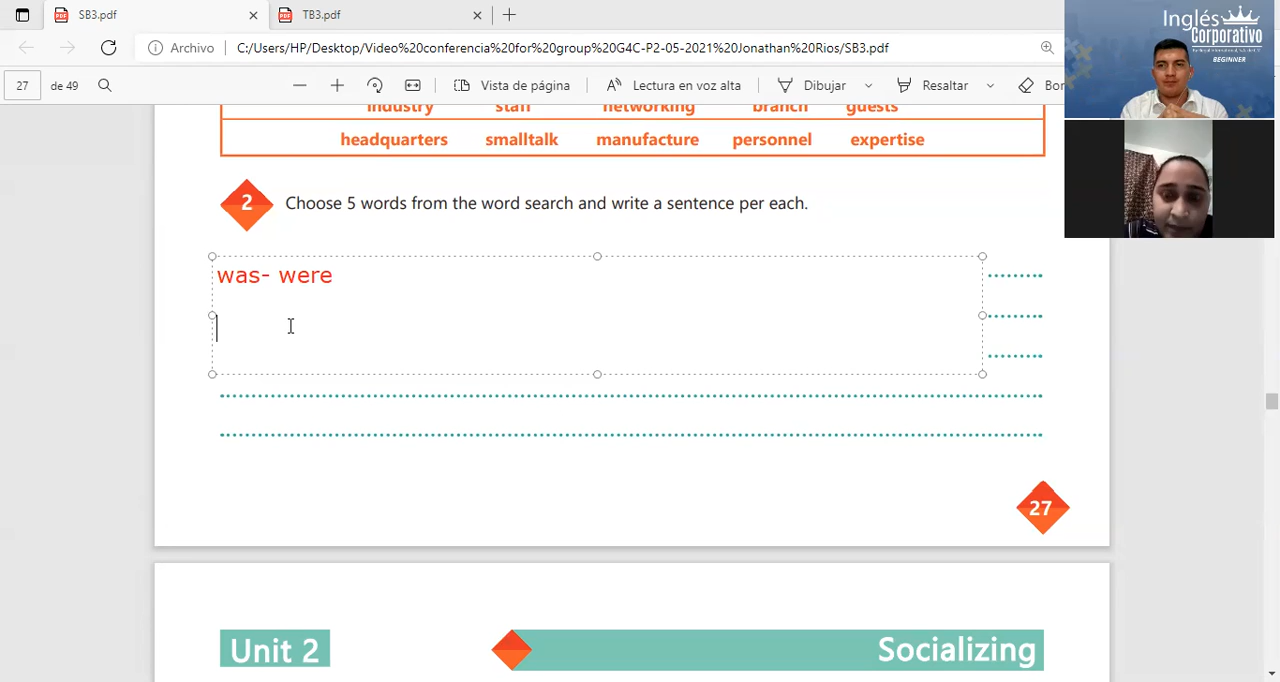 SB3.pdf
TB3.pdf
Archivo
C:/Users/HP/Desktop/Video%20conferencia%20for%20group%20G4C-P2-05-2021%20Jonathan%20Rios/SB3.pdf
27 de 49
Vista de página
Lectura en voz alta
Dibujar
Resaltar
Bor
Inglés
Corporativo
BEGINNER
industry staff networking branch guests
headquarters smalltalk manufacture personnel expertise
2 Choose 5 words from the word search and write a sentence per each.
was- were
27
Unit 2
Socializing